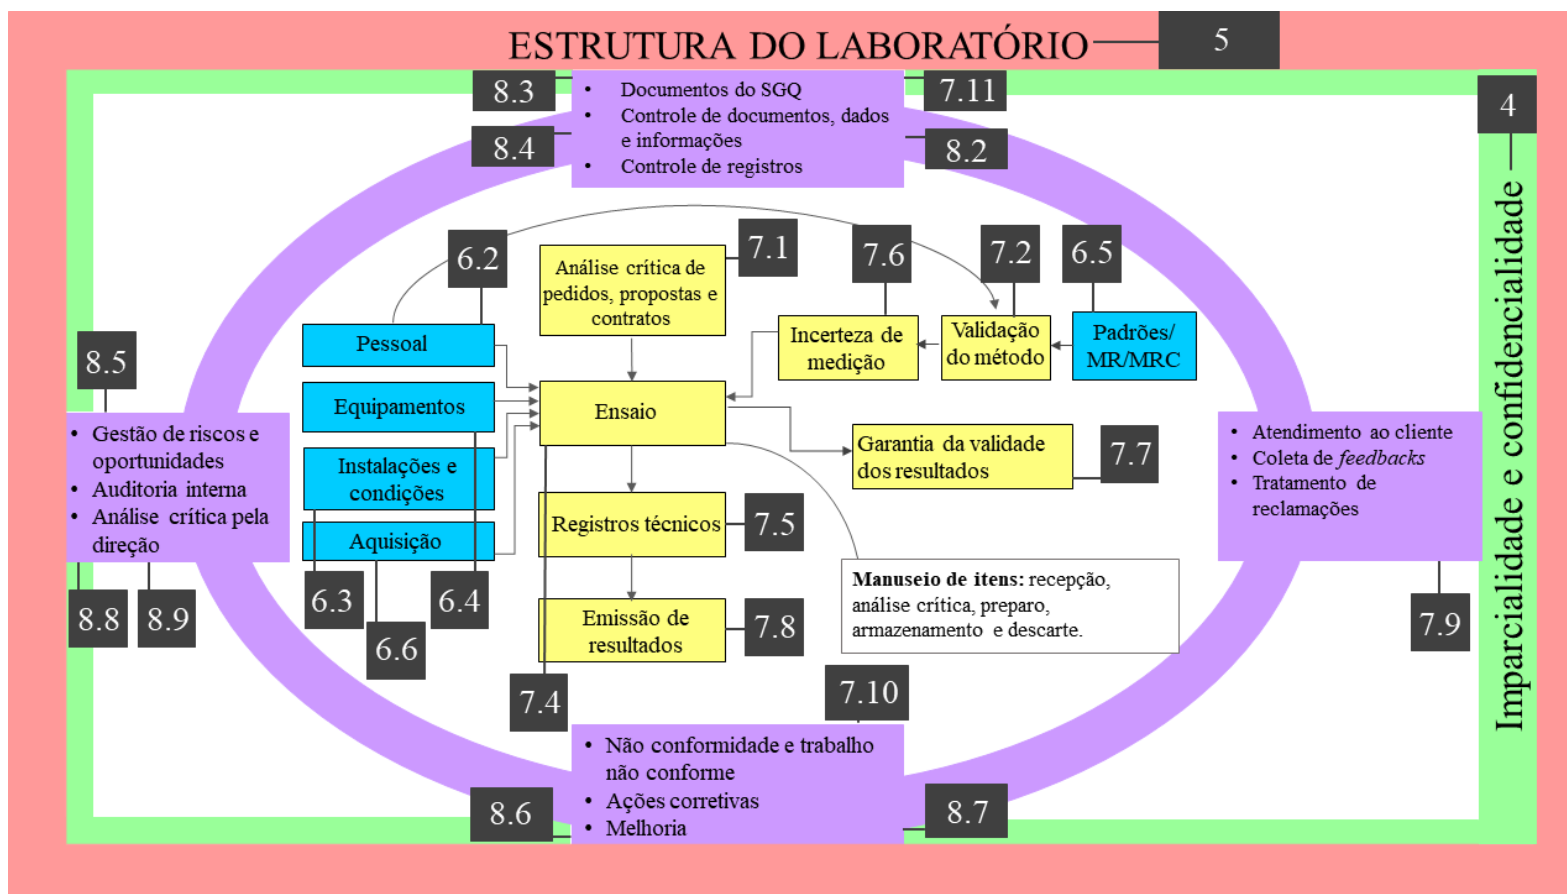 ESTRUTURA DO LABORATÓRIO
5
8.3
• Documentos do SGQ
• Controle de documentos, dados
e informações
• Controle de registros
7.11
8.4
8.2
4
Imparcialidade e confidencialidade
6.2
7.1
7.6
7.2
6.5
Análise crítica de
pedidos, propostas e
contratos
Pessoal
Incerteza de
medição
Validação
do método
Padrões/
MR/MRC
8.5
Equipamentos
Ensaio
• Gestão de riscos e
oportunidades
• Auditoria interna
• Análise crítica pela
direção
Instalações e
condições
Garantia da validade
dos resultados
7.7
• Atendimento ao cliente
• Coleta de feedbacks
• Tratamento de
reclamações
Aquisição
Registros técnicos
7.5
8.8
8.9
6.3
6.4
6.6
Manuseio de itens: recepção,
análise crítica, preparo,
armazenamento e descarte.
7.9
Emissão de
resultados
7.8
7.4
7.10
• Não conformidade e trabalho
não conforme
• Ações corretivas
• Melhoria
8.6
8.7